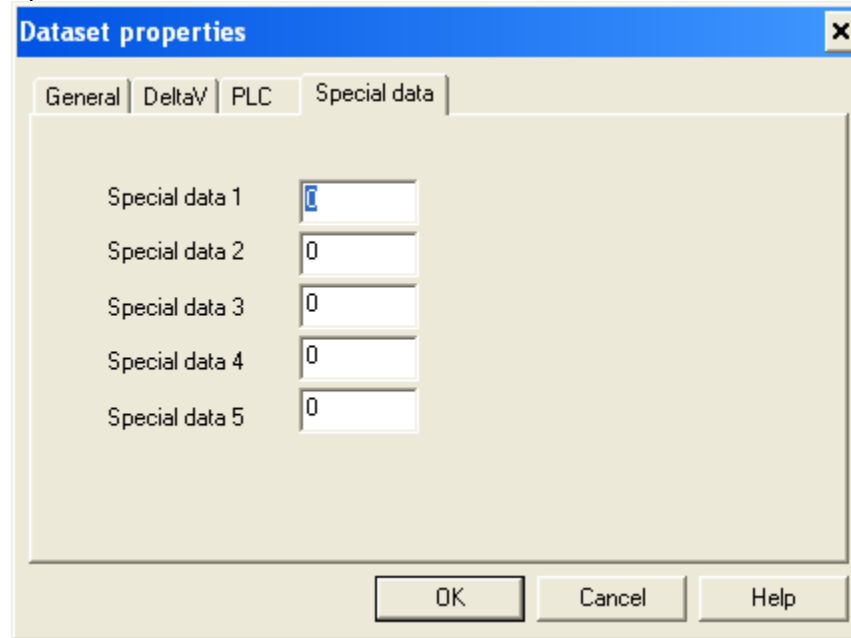 Dataset properties
General DeltaV PLC Special data
Special data 1 0
Special data 2 0
Special data 3 0
Special data 4 0
Special data 5 0
OK Cancel Help